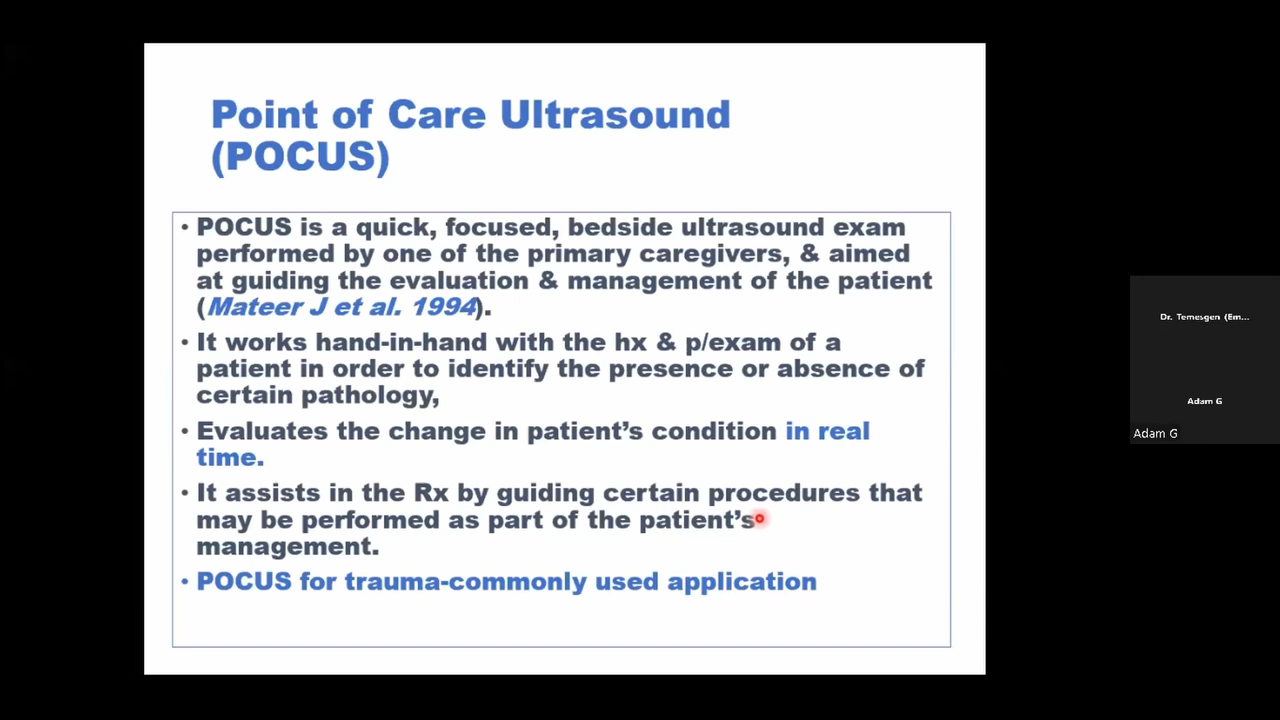 Point of Care Ultrasound
(POCUS)
• POCUS is a quick, focused, bedside ultrasound exam
performed by one of the primary caregivers, & aimed
at guiding the evaluation & management of the patient
(Mateer J et al. 1994).
• It works hand-in-hand with the hx & p/exam of a
patient in order to identify the presence or absence of
certain pathology,
• Evaluates the change in patient’s condition in real
time.
• It assists in the Rx by guiding certain procedures that
may be performed as part of the patient’s
management.
• POCUS for trauma-commonly used application
Dr. Temesgen (Em...
Adam G
Adam G